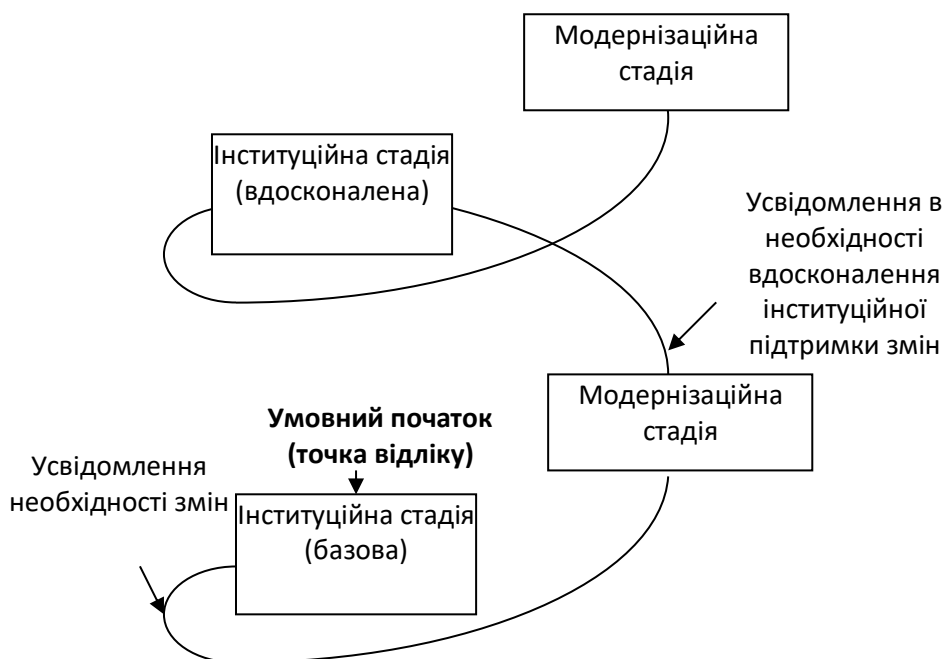 Модернізаційна
стадія
Інституційна стадія
(вдосконалена)
Усвідомлення в
необхідності
вдосконалення
інституційної
підтримки змін
Модернізаційна
стадія
Умовний початок
(точка відліку)
Усвідомлення
необхідності змін
Інституційна стадія
(базова)